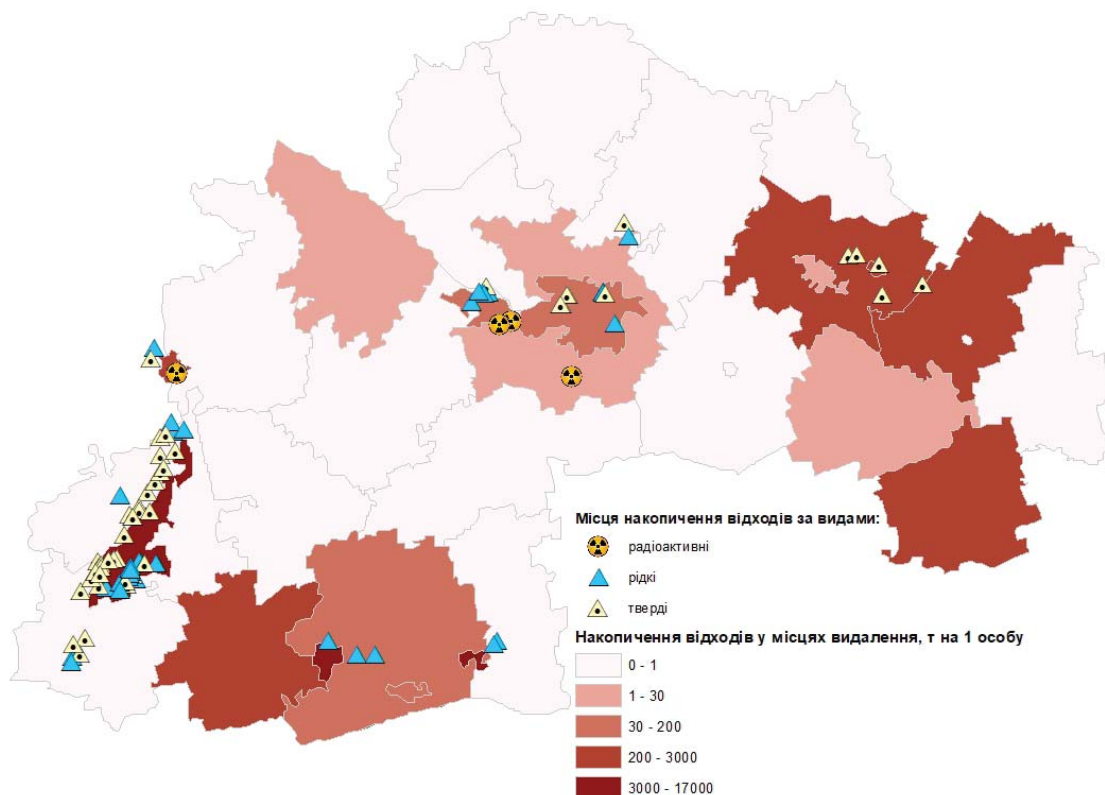 Місця накопичення відходів за видами:
радіоактивні
рідкі
тверді
Накопичення відходів у місцях видалення, т на 1 особу
0 - 1
1 - 30
30 - 200
200 - 3000
3000 - 17000